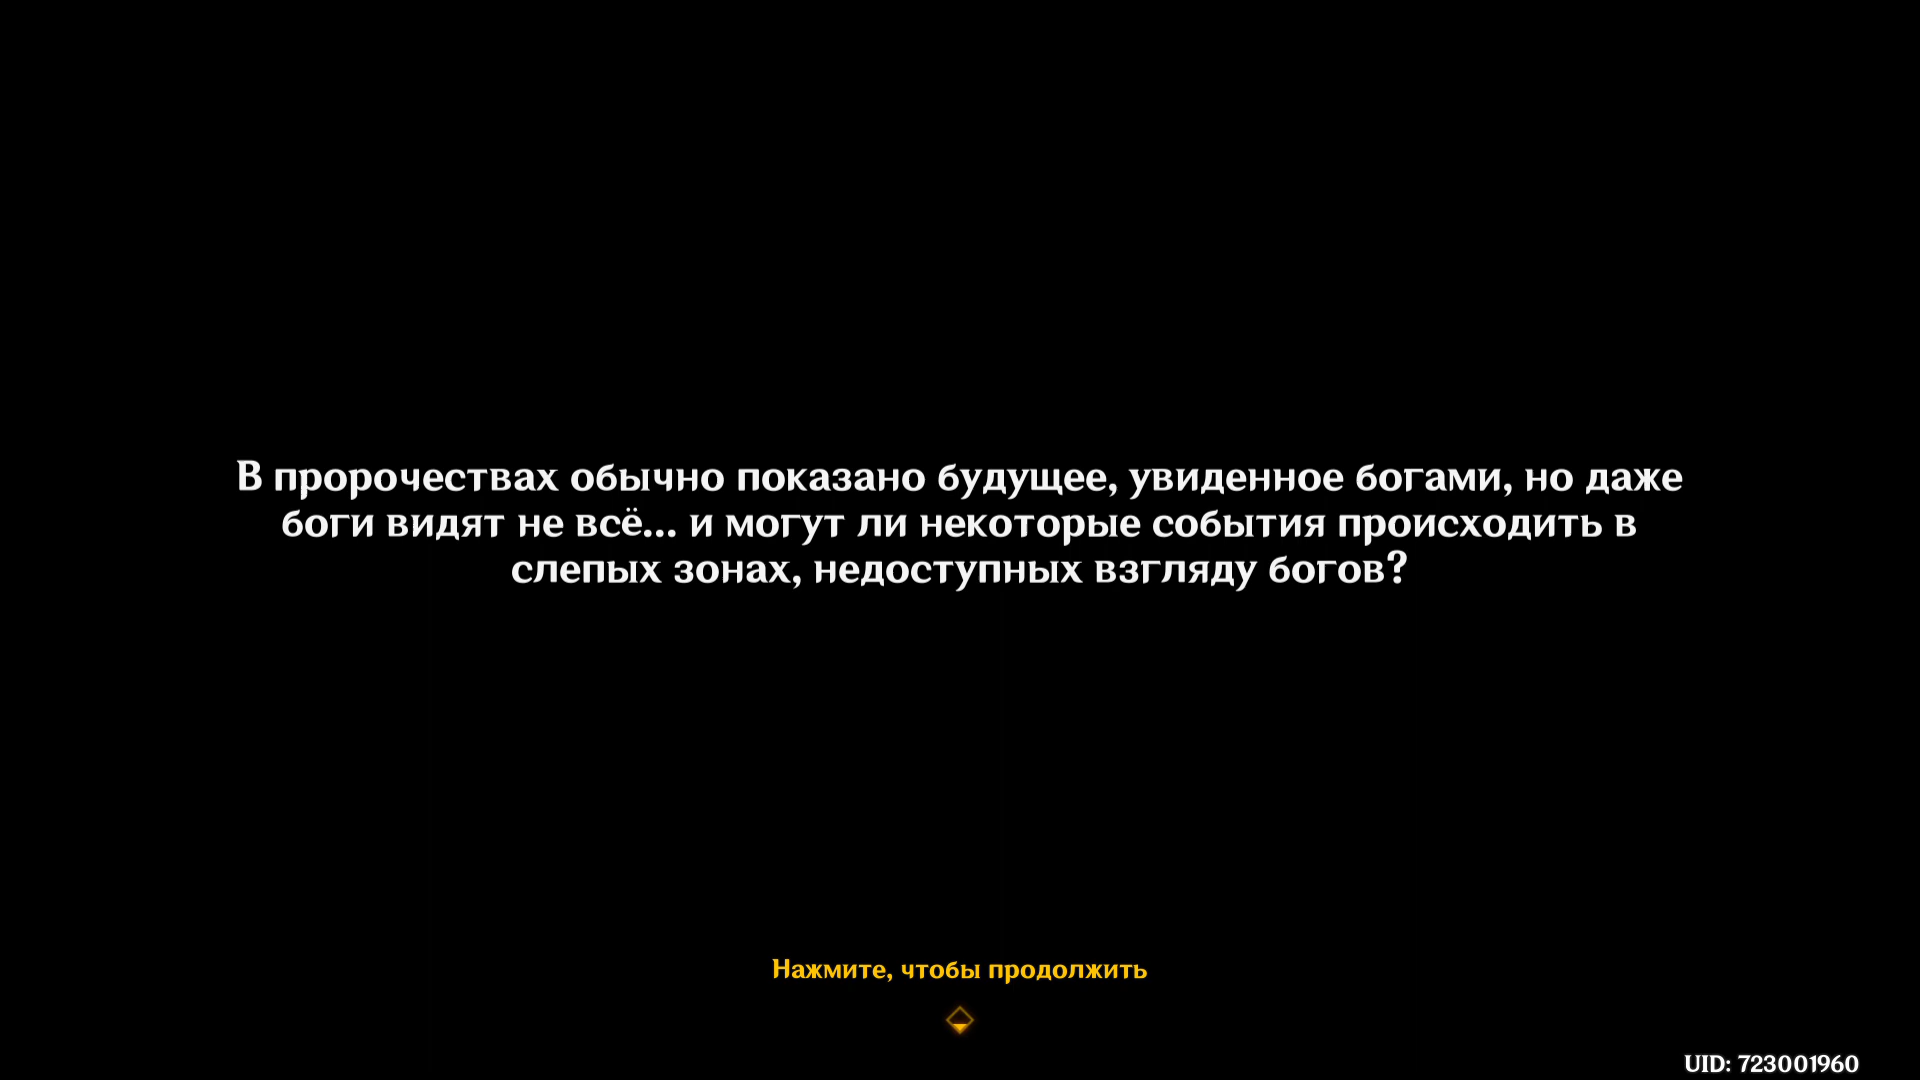 В пророчествах обычно показано будущее, увиденное богами, но даже
боги видят не всё... и могут ли некоторые события происходить в
слепых зонах, недоступных взгляду богов?
Нажмите, чтобы продолжить
UID: 723001960